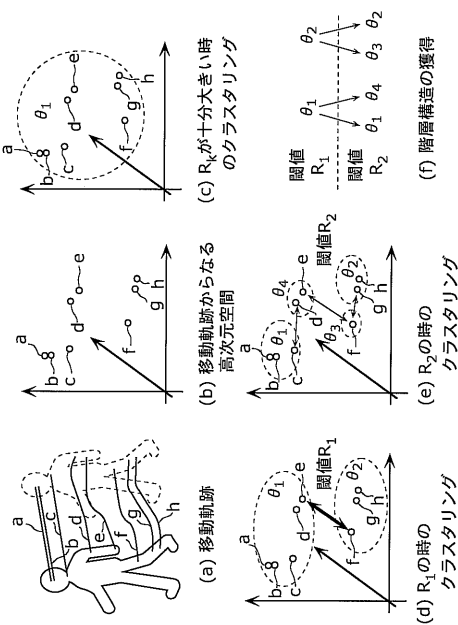 a
b
c
d
e
f
g
h
(a) 移動軌跡
a
b
c
d
e
f
g
h
(b) 移動軌跡からなる
高次元空間
a
b
c
d
e
f
g
h
θ1
(c) Rkが十分大きい時
のクラスタリング
a
b
c
d
e
f
g
h
θ1
θ2
閾値R1
(d) R1の時の
クラスタリング
a
b
c
d
e
f
g
h
θ1
θ4
θ3
θ2
閾値R2
(e) R2の時の
クラスタリング
閾値
R1
θ1
θ2
閾値
R2
θ1
θ4
θ3
θ2
(f) 階層構造の獲得